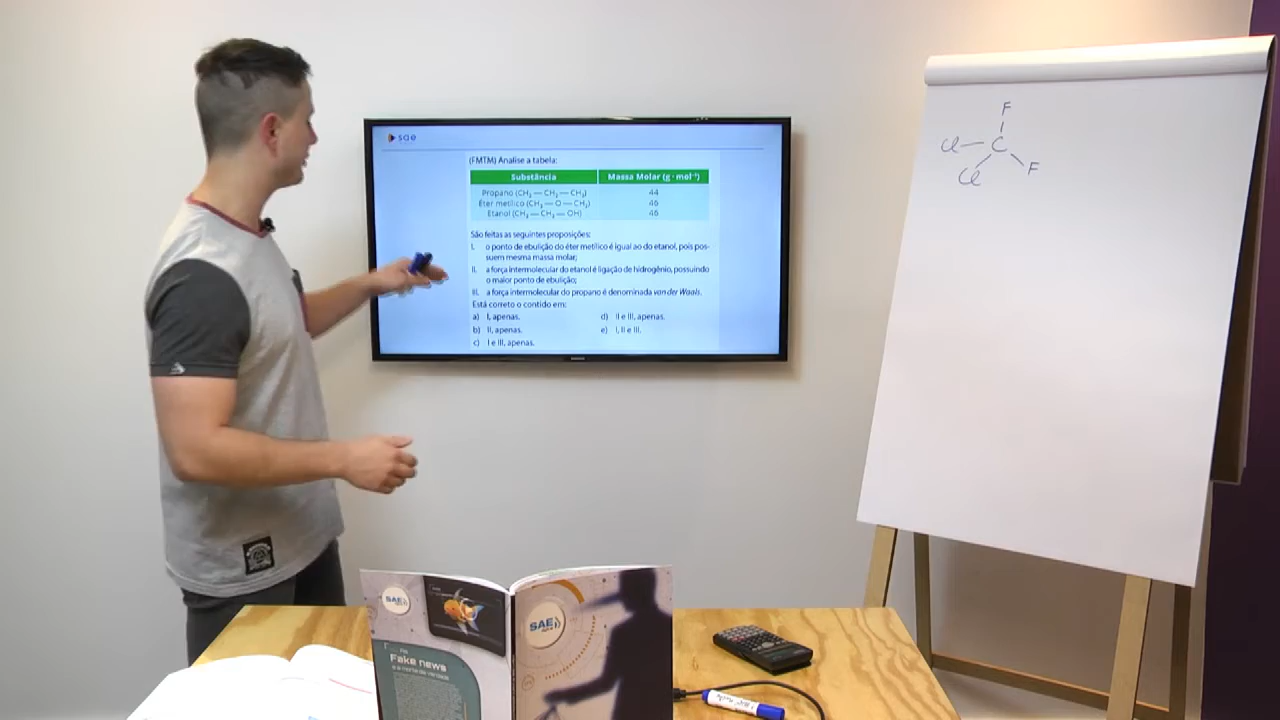 sae
(FMTM) Analise a tabela:
Substância Massa Molar (g · mol⁻¹)
Propano (CH₃ — CH₂ — CH₃) 44
Éter metílico (CH₃ — O — CH₃) 46
Etanol (CH₃ — CH₂ — OH) 46
São feitas as seguintes proposições:
I. o ponto de ebulição do éter metílico é igual ao do etanol, pois pos-
suem mesma massa molar;
II. a força intermolecular do etanol é ligação de hidrogênio, possuindo
o maior ponto de ebulição;
III. a força intermolecular do propano é denominada van der Waals.
Está correto o contido em:
a) I, apenas.
b) II, apenas.
c) I e III, apenas.
d) II e III, apenas.
e) I, II e III.
F
Cl — C
Cl F
SAE
Fake news
e a morte da verdade
SAE